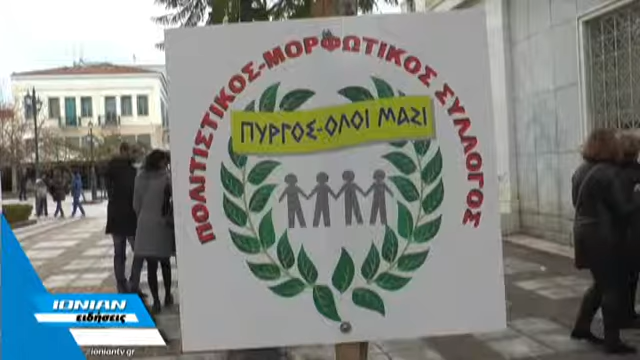 ΠΟΛΙΤΙΣΤΙΚΟΣ-ΜΟΡΦΩΤΙΚΟΣ ΣΥΛΛΟΓΟΣ
ΠΥΡΓΟΣ-ΟΛΟΙ ΜΑΖΙ
IONIAN
ειδήσεις
ioniantv.gr